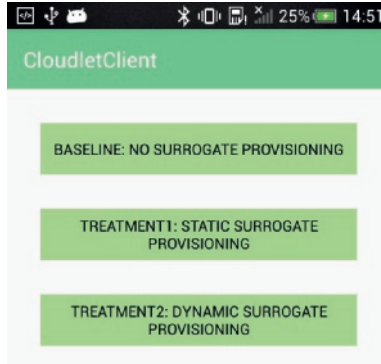 25% 14:51
CloudletClient
BASELINE: NO SURROGATE PROVISIONING
TREATMENT1: STATIC SURROGATE
PROVISIONING
TREATMENT2: DYNAMIC SURROGATE
PROVISIONING